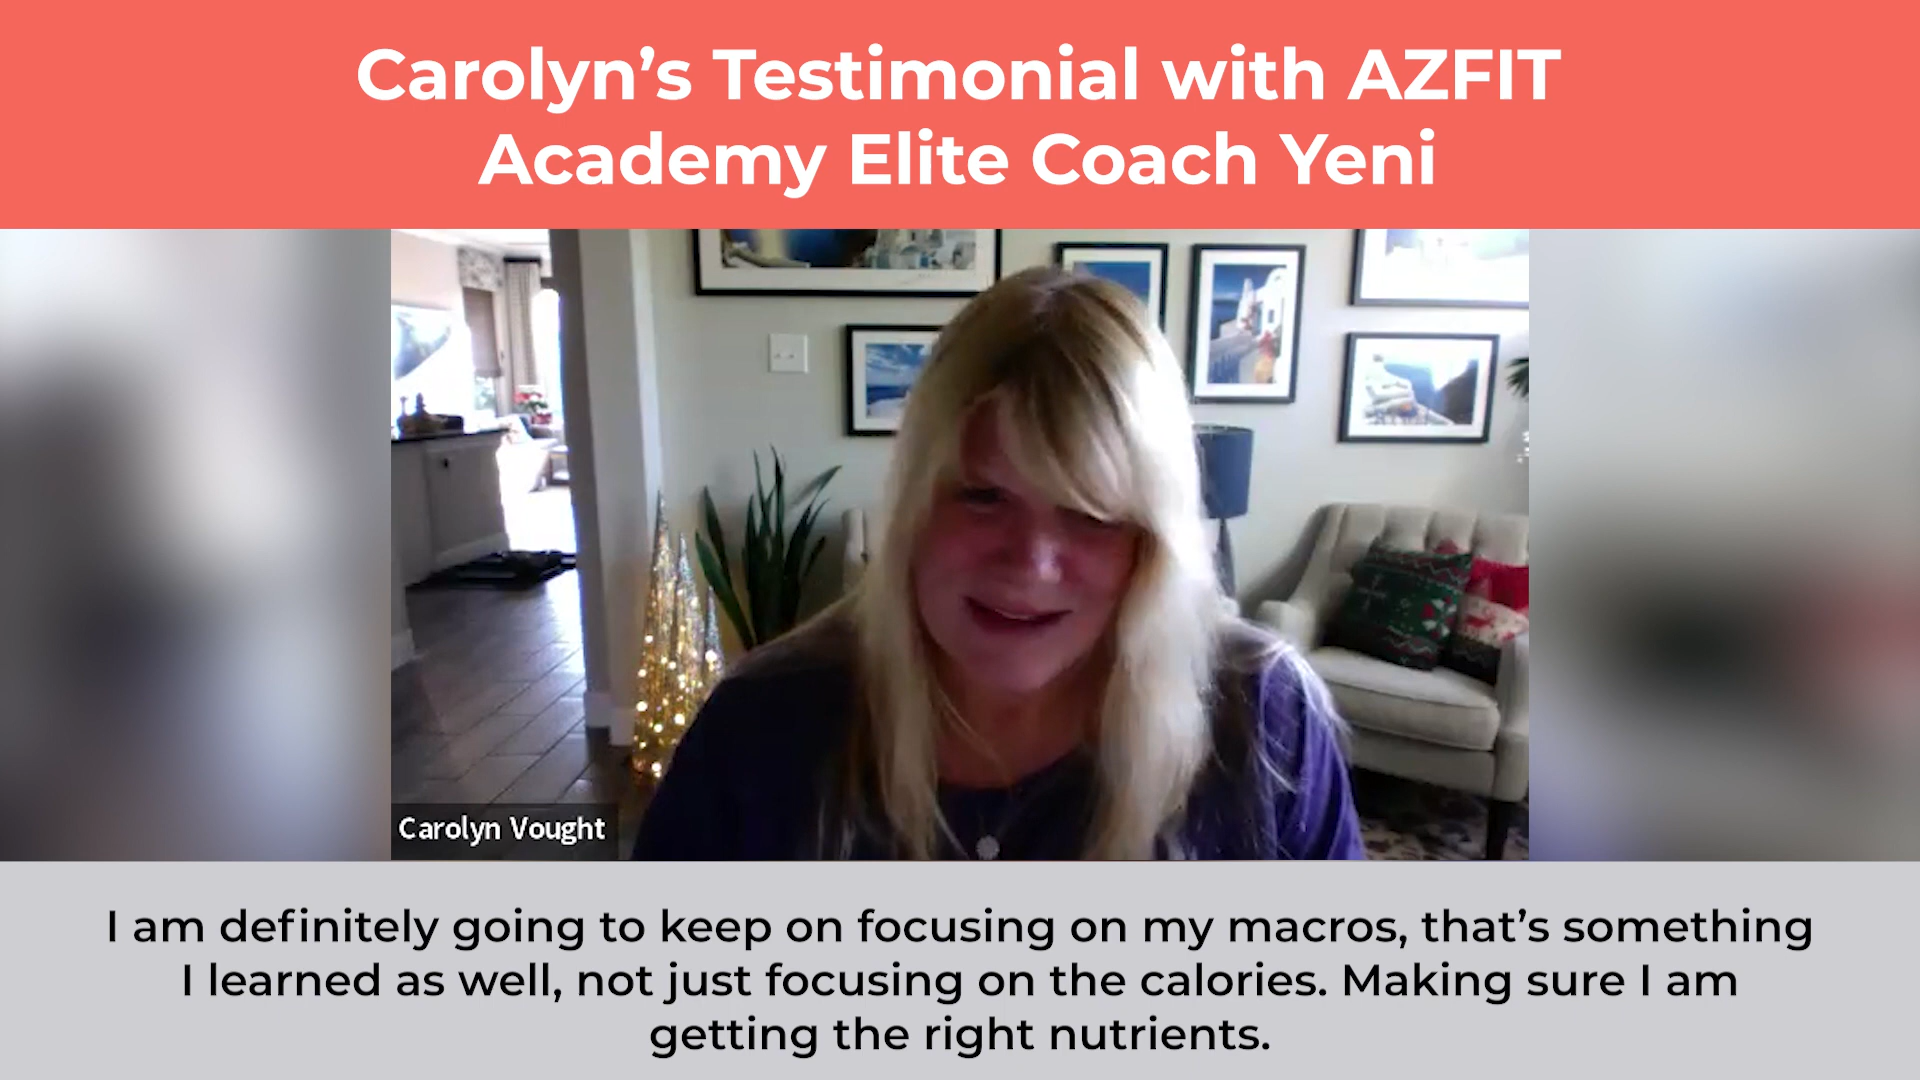 Carolyn’s Testimonial with AZFIT
Academy Elite Coach Yeni
Carolyn Vought
I am definitely going to keep on focusing on my macros, that’s something
I learned as well, not just focusing on the calories. Making sure I am
getting the right nutrients.